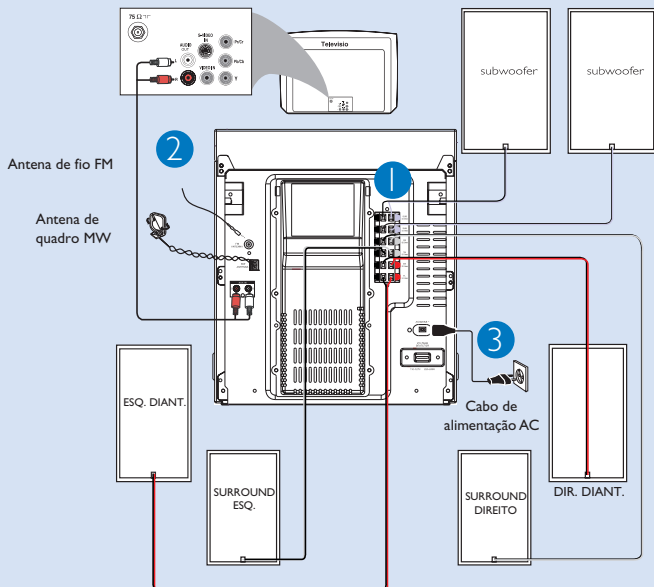 75 Ω
S-VIDEO
IN
AUDIO
OUT
Pr/Cr
L
Pb/Cb
R
VIDEO IN
Y
Televisio
subwoofer
subwoofer
Antena de fio FM
2
1
Antena de
quadro MW
3
Cabo de
alimentação AC
ESQ. DIANT.
SURROUND
ESQ.
SURROUND
DIREITO
DIR. DIANT.